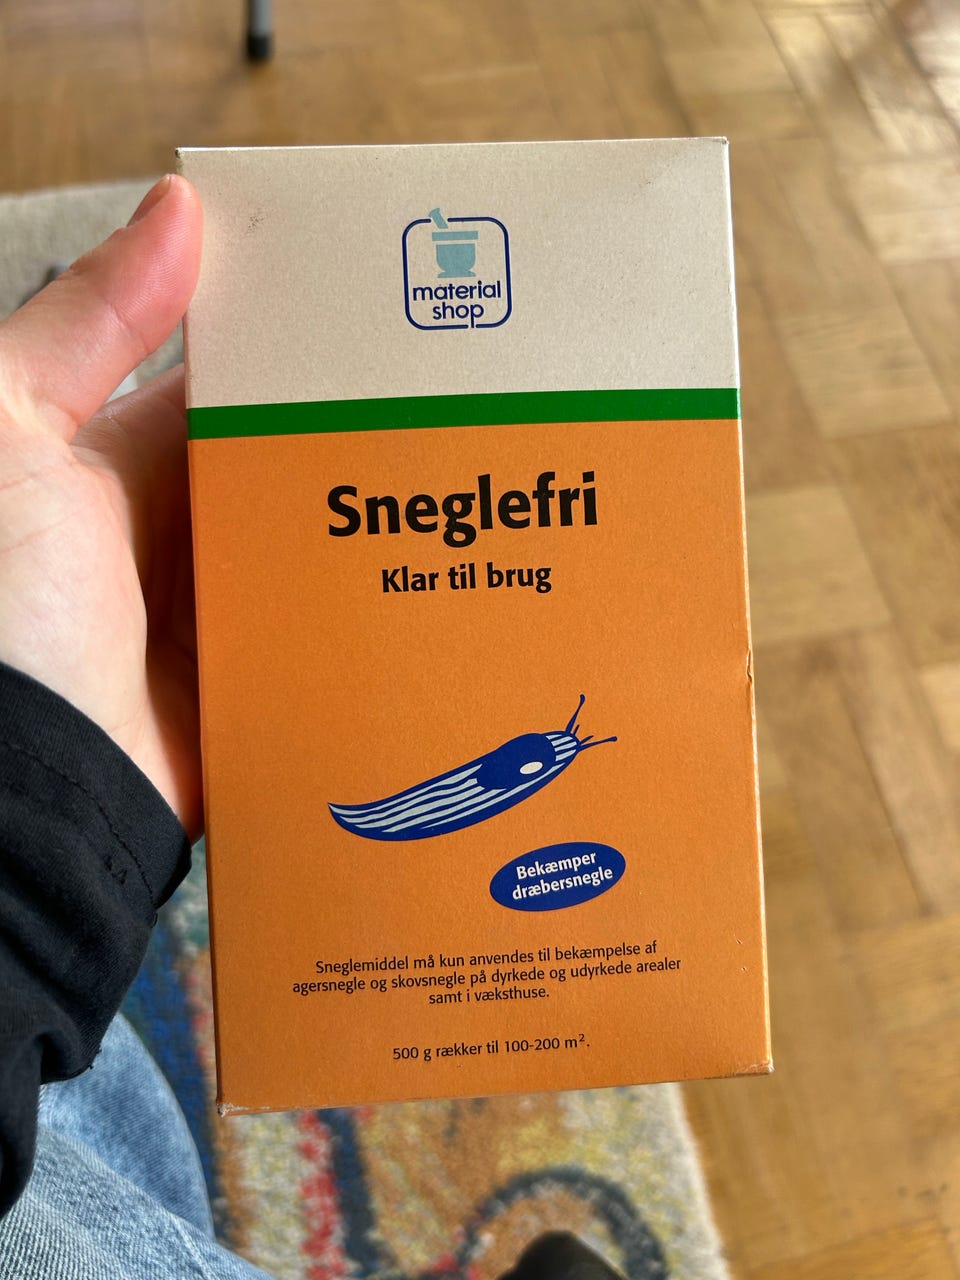 material
shop
Sneglefri
Klar til brug
Bekæmper
dræbersnegle
Sneglemiddel må kun anvendes til bekæmpelse af
agersnegle og skovsnegle på dyrkede og udyrkede arealer
samt i væksthuse.
500 g rækker til 100-200 m².